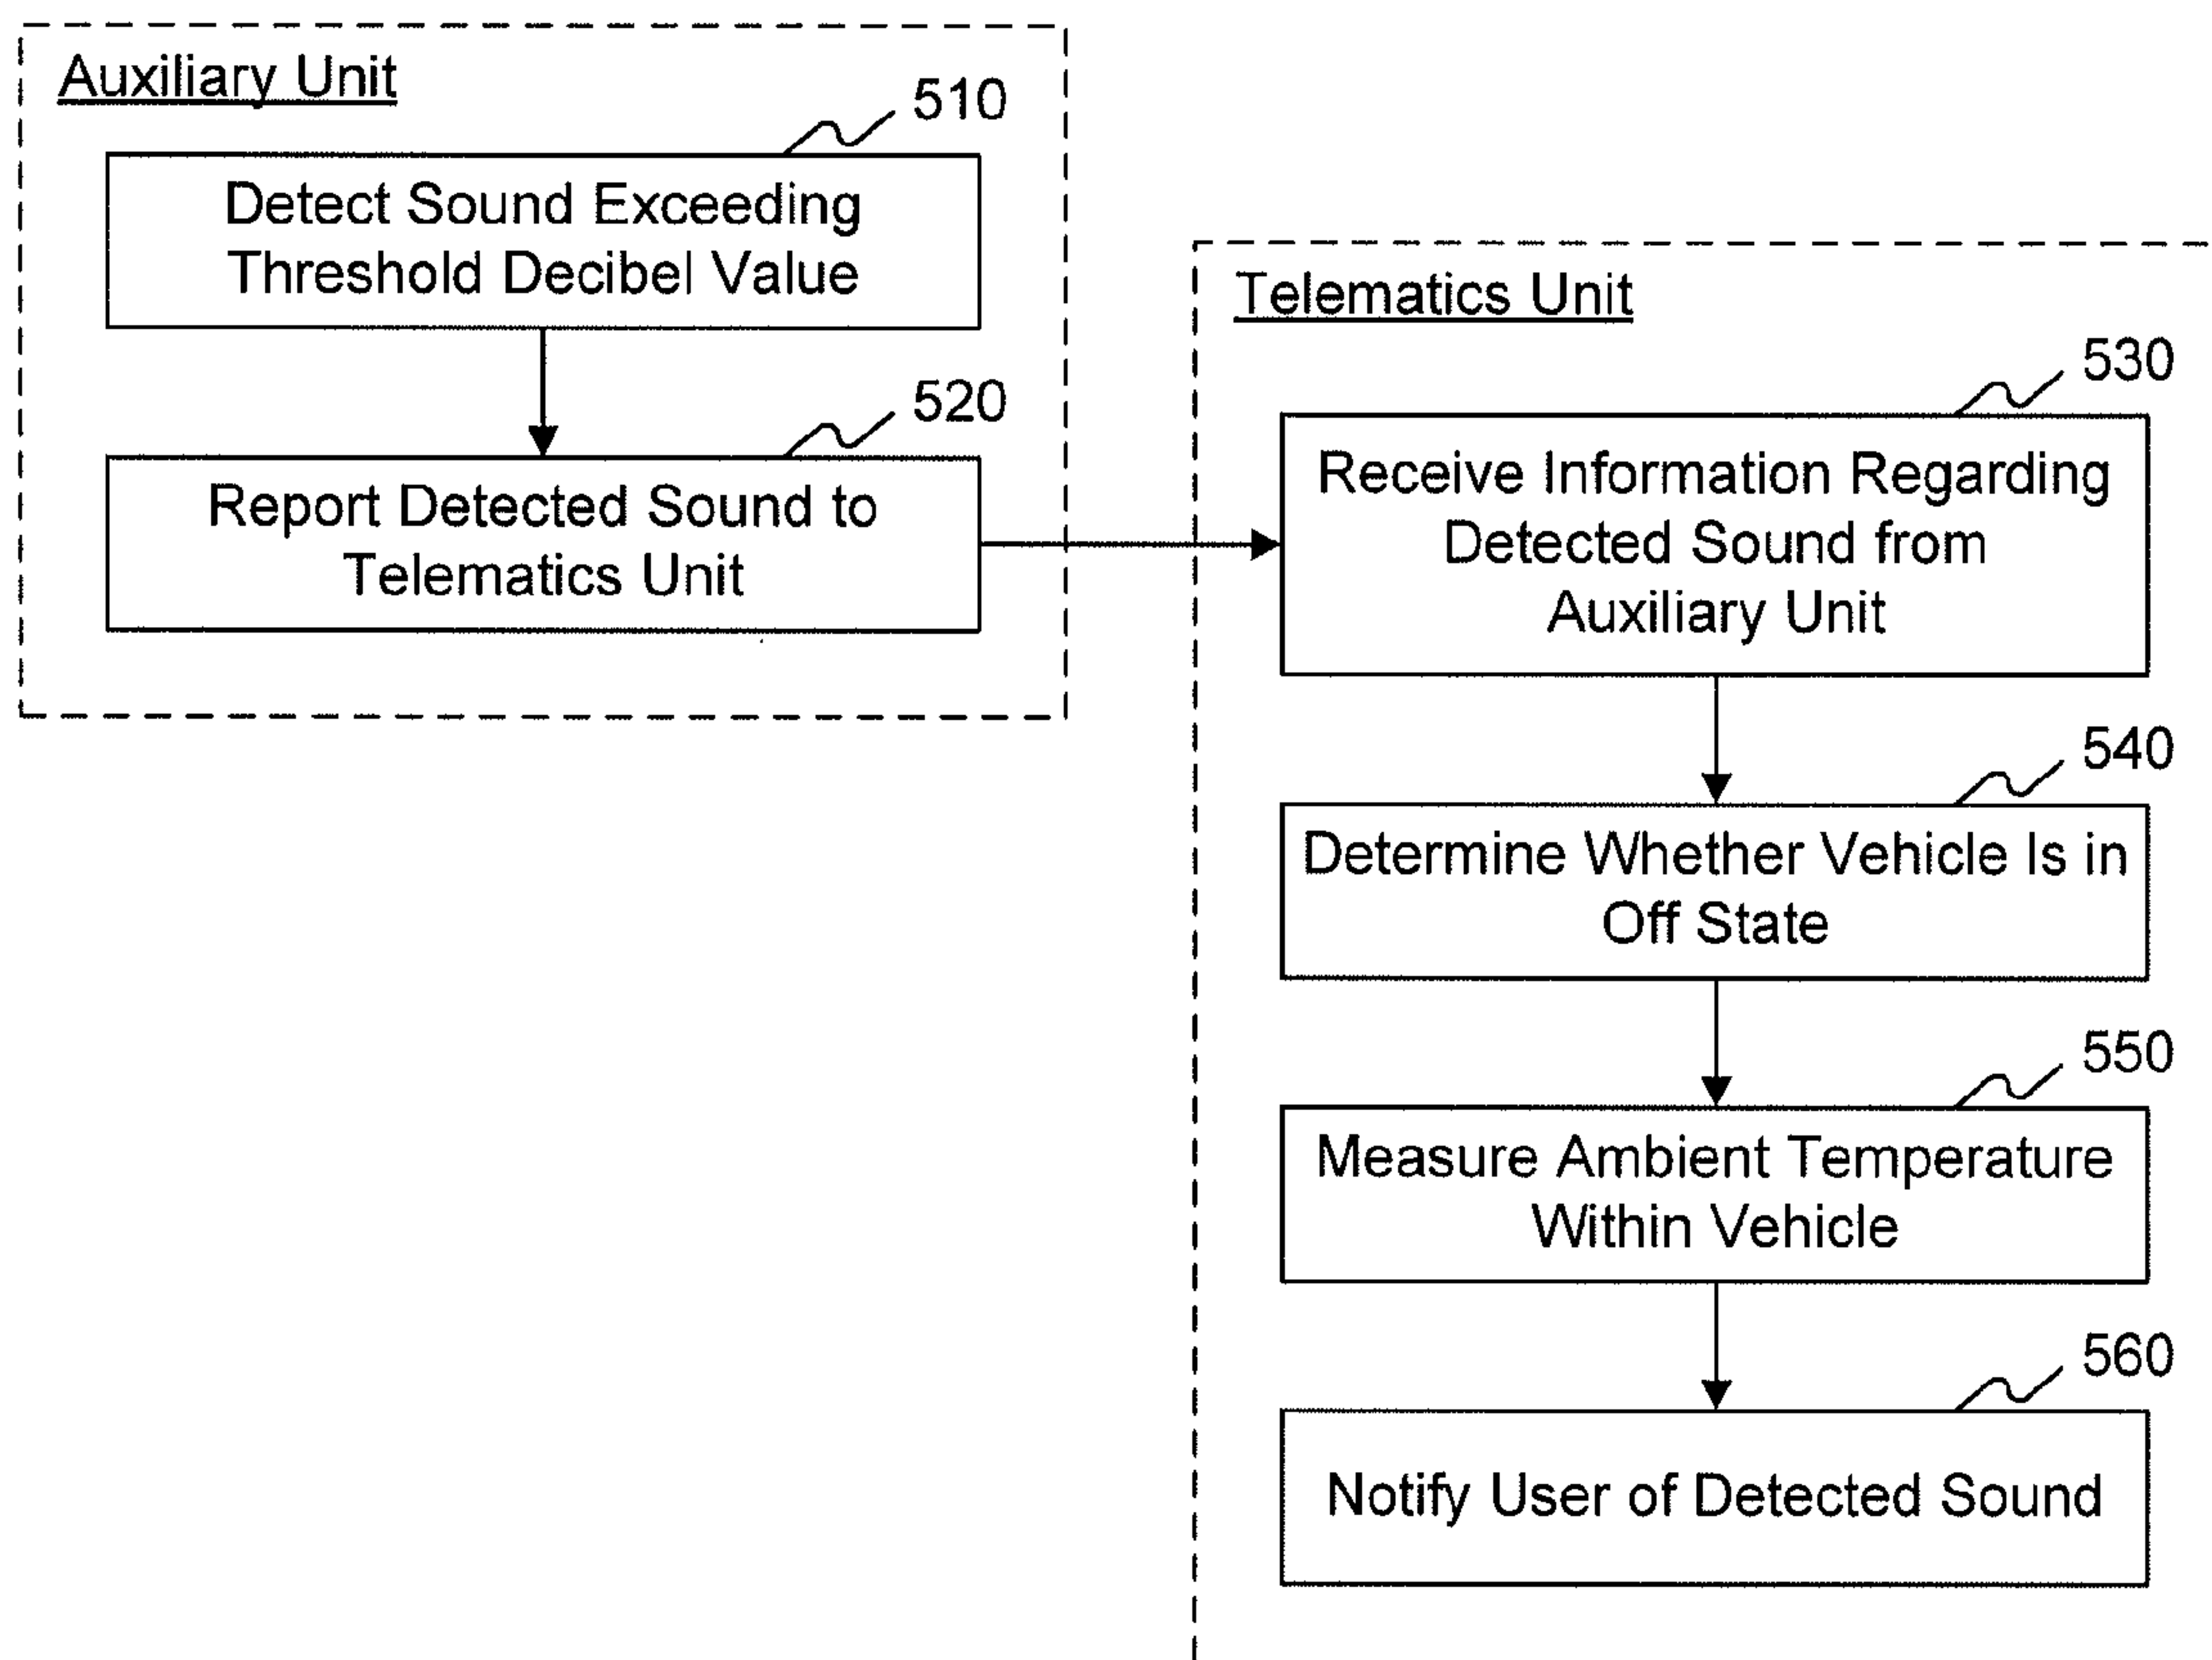 Auxiliary Unit
510
Detect Sound Exceeding
Threshold Decibel Value
520
Report Detected Sound to
Telematics Unit
Telematics Unit
530
Receive Information Regarding
Detected Sound from
Auxiliary Unit
540
Determine Whether Vehicle Is in
Off State
550
Measure Ambient Temperature
Within Vehicle
560
Notify User of Detected Sound